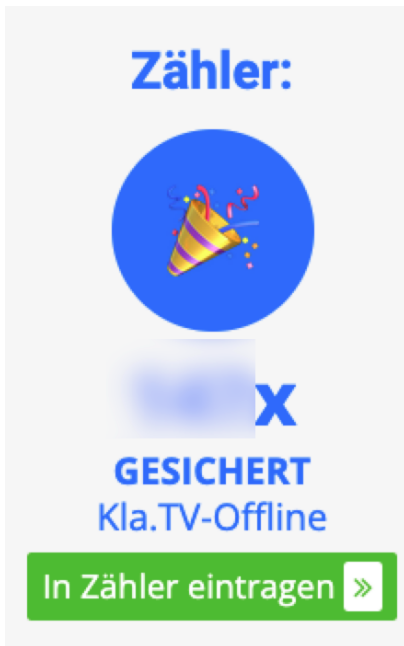 Zähler:
x
GESICHERT
Kla.TV-Offline
In Zähler eintragen »